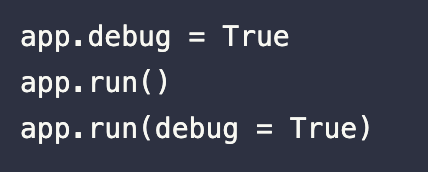 app.debug = True
app.run()
app.run(debug = True)